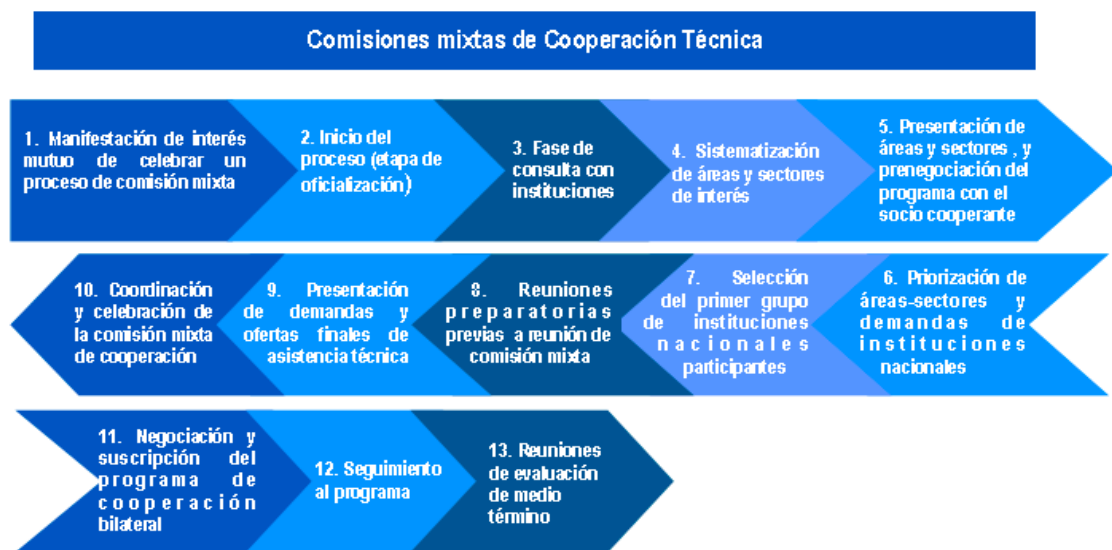 Comisiones mixtas de Cooperación Técnica
1. Manifestación de interés
mutuo de celebrar un
proceso de comisión mixta
2. Inicio del
proceso (etapa de
oficialización)
3. Fase de
consulta con
instituciones
4. Sistematización
de áreas y sectores
de interés
5. Presentación de
áreas y sectores , y
prenegociación del
programa con el
socio cooperante
6. Priorización de
áreas-sectores y
demandas de
instituciones
nacionales
7. Selección
del primer grupo
de instituciones
nacionales
participantes
8. Reuniones
preparatorias
previas a reunión de
comisión mixta
9. Presentación
de demandas y
ofertas finales de
asistencia técnica
10. Coordinación
y celebración de
la comisión mixta
de cooperación
11. Negociación y
suscripción del
programa de
cooperación
bilateral
12. Seguimiento
al programa
13. Reuniones
de evaluación
de medio
término